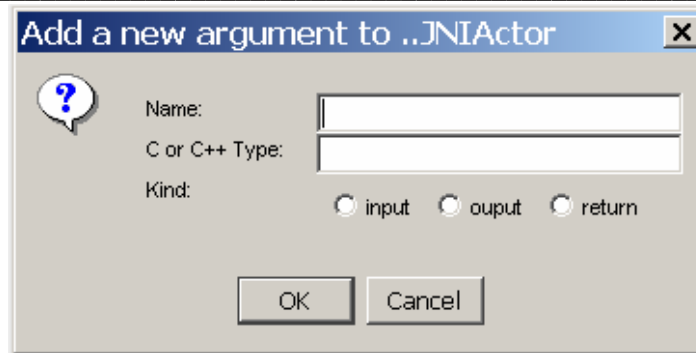 Add a new argument to ..JNIActor
?
Name:
C or C++ Type:
Kind:
input ouput return
OK Cancel